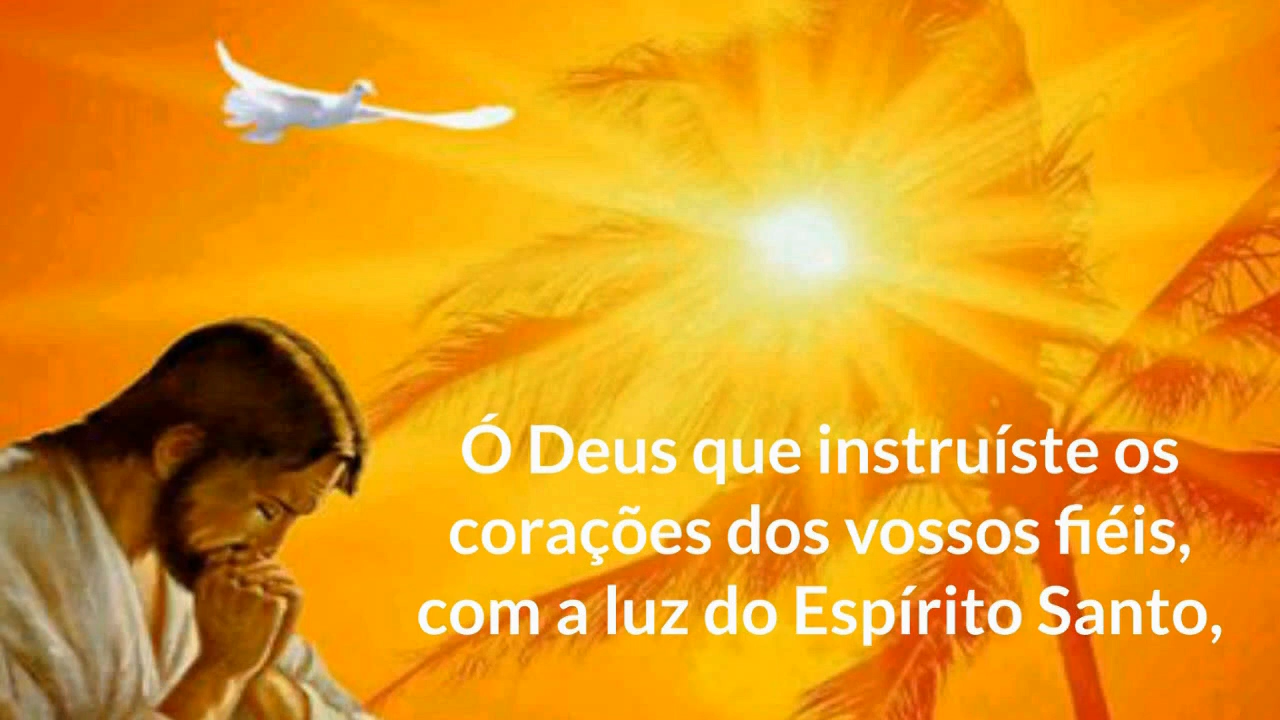 Ó Deus que instruíste os
corações dos vossos fiéis,
com a luz do Espírito Santo,